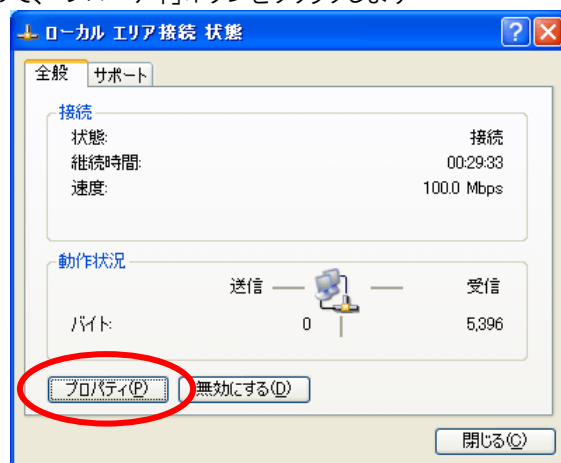 ローカル エリア接続 状態
全般 サポート
接続
状態: 接続
継続時間: 00:29:33
速度: 100.0 Mbps
動作状況
送信 受信
バイト: 0 5,396
プロパティ(P) 無効にする(D)
閉じる(C)